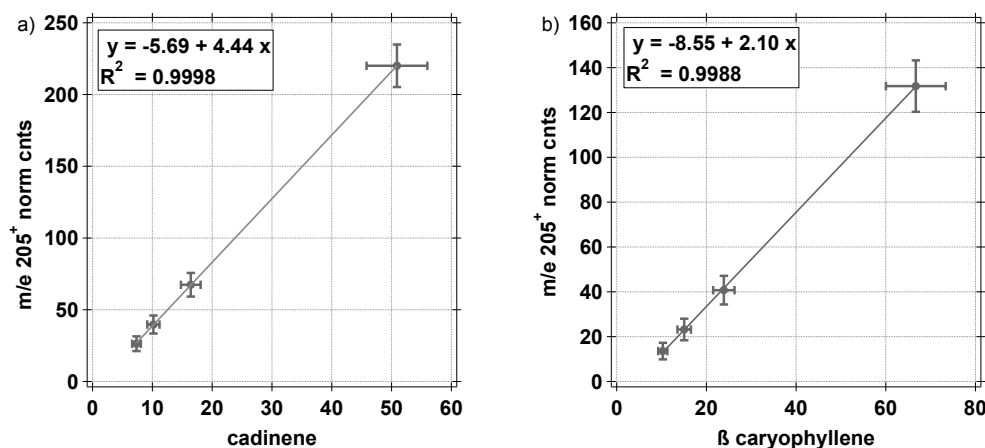 a)
y = -5.69 + 4.44 x
R² = 0.9998
250
200
150
100
50
0
m/e 205⁺ norm cnts
0 10 20 30 40 50 60
cadinene
b)
y = -8.55 + 2.10 x
R² = 0.9988
160
140
120
100
80
60
40
20
0
m/e 205⁺ norm cnts
0 20 40 60 80
ß caryophyllene